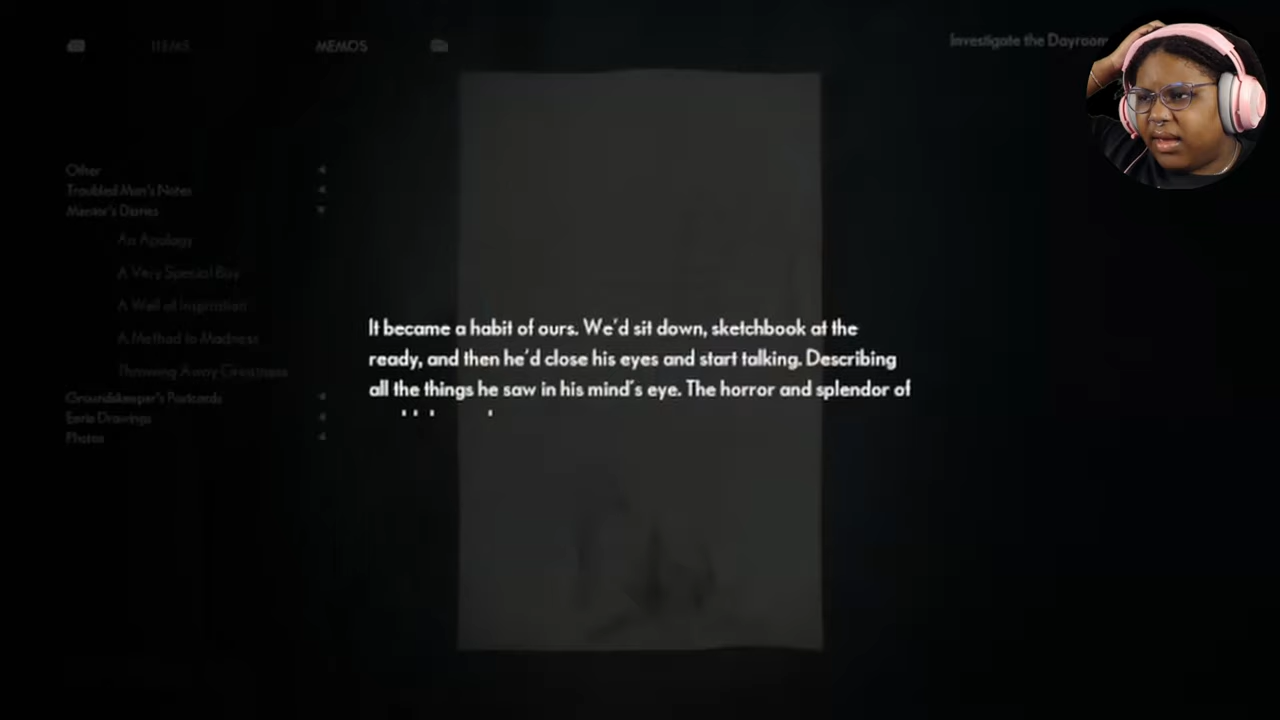 ITEMS
MEMOS
Investigate the Dayroom
Other
Troubled Man's Notes
Mentor's Diaries
An Apology
A Very Special Boy
A Well of Inspiration
A Method to Madness
Throwing Away Greatness
Groundskeeper's Postcards
Eerie Drawings
Photos
It became a habit of ours. We'd sit down, sketchbook at the
ready, and then he'd close his eyes and start talking. Describing
all the things he saw in his mind's eye. The horror and splendor of